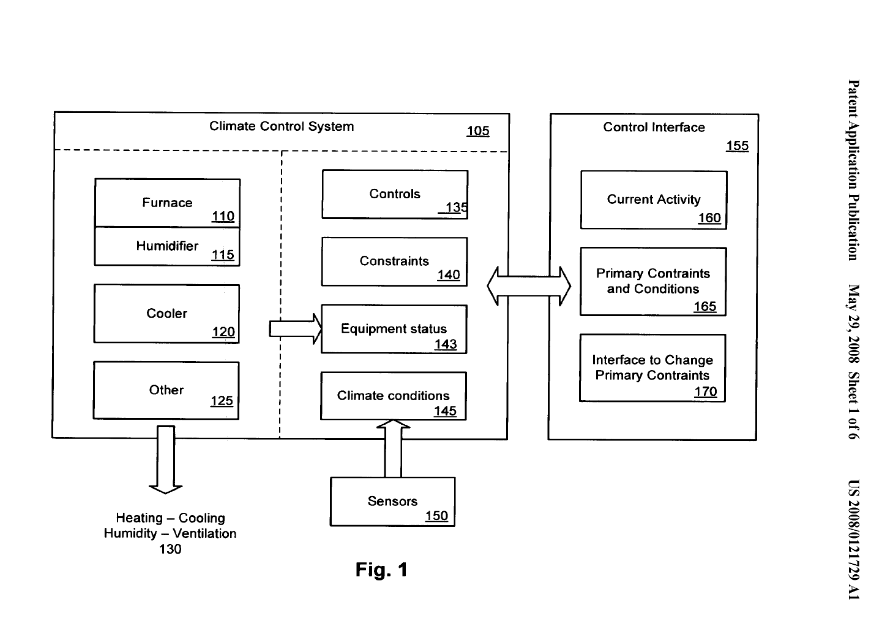 Climate Control System
105
Furnace
110
Humidifier
115
Cooler
120
Other
125
Heating – Cooling
Humidity – Ventilation
130
Controls
135
Constraints
140
Equipment status
143
Climate conditions
145
Sensors
150
Control Interface
155
Current Activity
160
Primary Contraints
and Conditions
165
Interface to Change
Primary Contraints
170
Fig. 1
Patent Application Publication May 29, 2008 Sheet 1 of 6 US 2008/0121729 A1